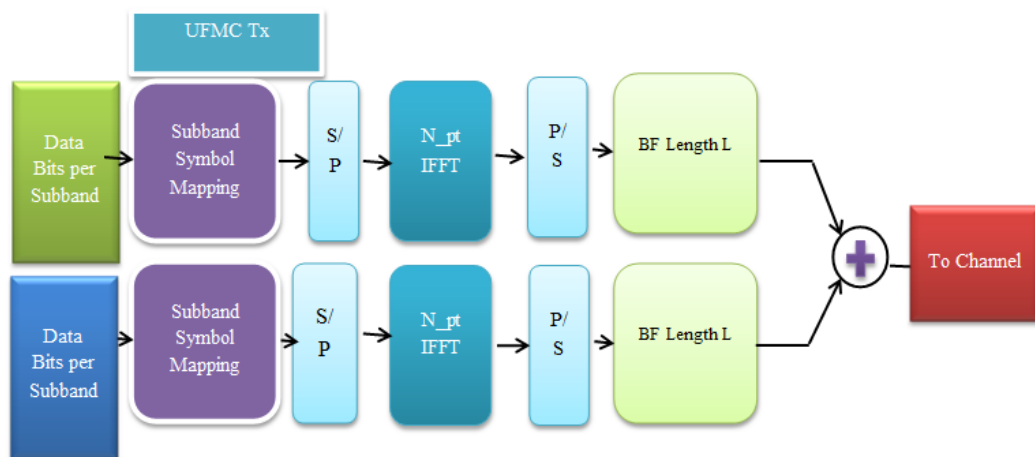 UFMC Tx
Data
Bits per
Subband
Subband
Symbol
Mapping
S/
P
N_pt
IFFT
P/
S
BF Length L
To Channel
Data
Bits per
Subband
Subband
Symbol
Mapping
S/
P
N_pt
IFFT
P/
S
BF Length L